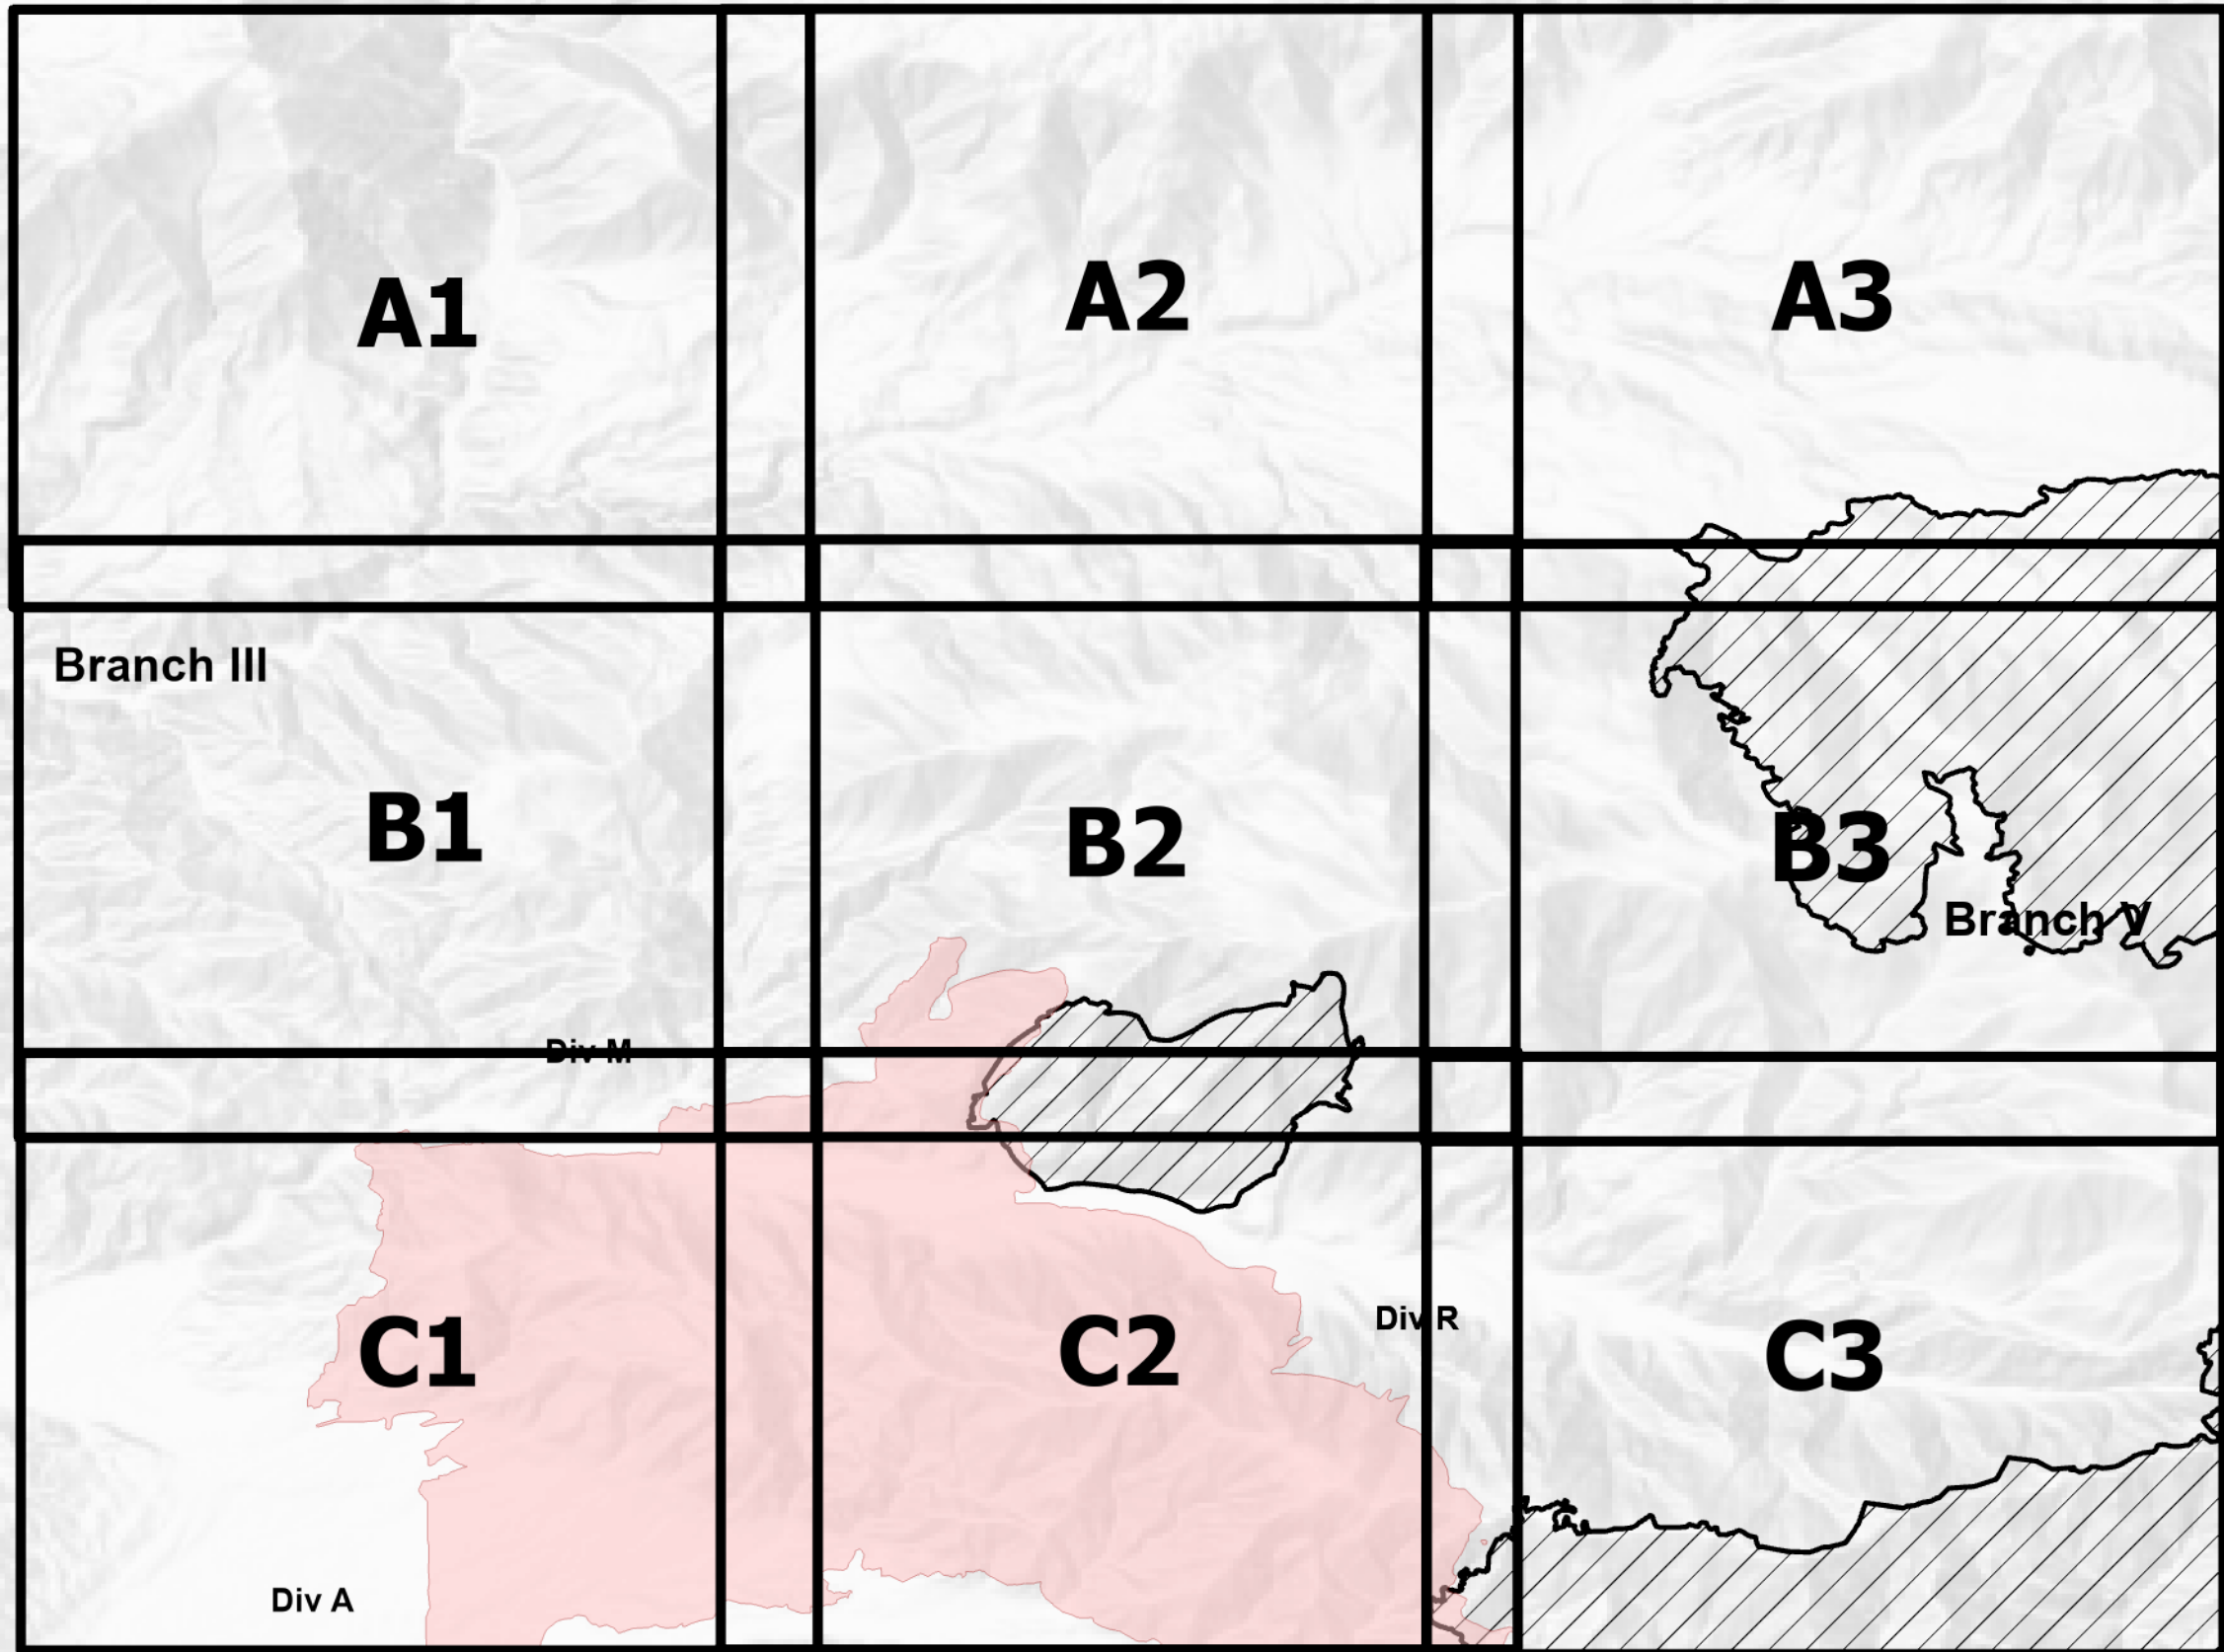 A1
A2
A3
Branch III
B1
B2
B3
Branch V
Div M
C1
C2
Div R
C3
Div A